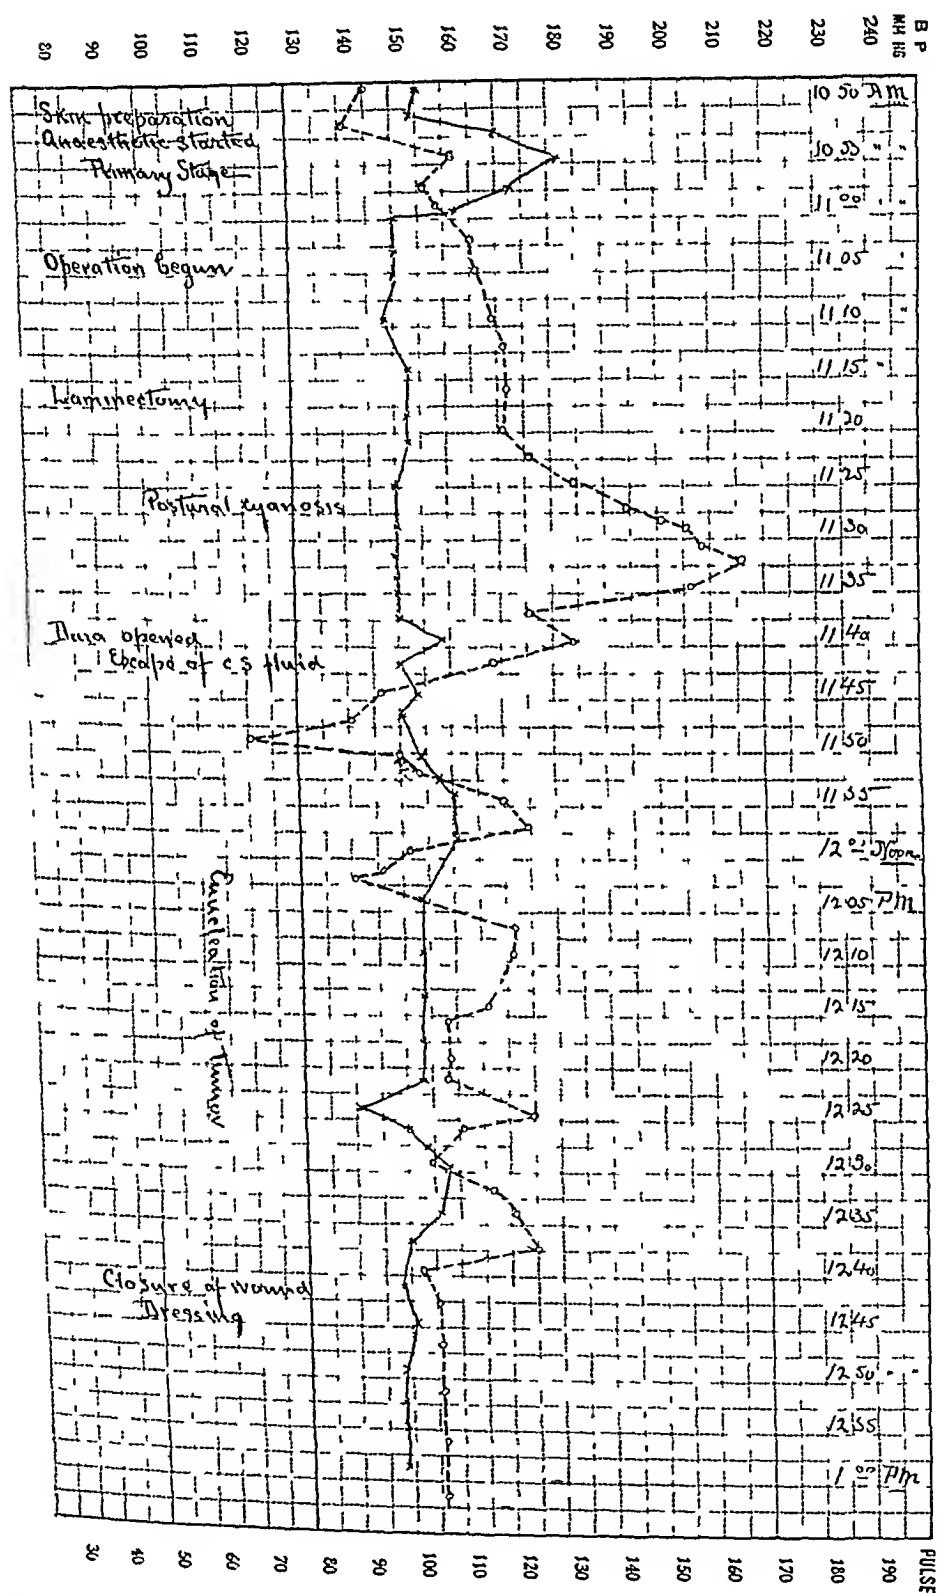 B P
MM HG
80 90 100 110 120 130 140 150 160 170 180 190 200 210 220 230 240
10 50 AM
Skin preparation
Anaesthetic started
10 55 " "
Primary Stage
11 00 " "
11 05 "
Operation begun
11 10 "
11 15 "
Laminectomy
11 20
11 25
Postural cyanosis
11 30
11 35
Dura opened
11 40
Escape of c s fluid
11 45
11 50
11 55
12 00 Noon
12 05 PM
Enucleation of Tumor
12 10
12 15
12 20
12 25
12 30
12 35
12 40
Closure of wound
Dressing
12 45
12 50 " "
12 55
1 00 PM
30 40 50 60 70 80 90 100 110 120 130 140 150 160 170 180 190
PULSE